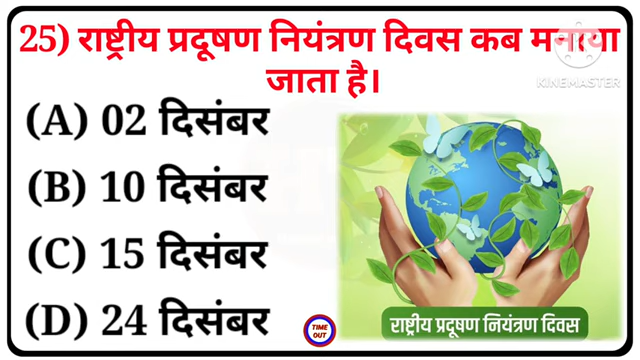 25) राष्ट्रीय प्रदूषण नियंत्रण दिवस कब मनाया
जाता है।
(A) 02 दिसंबर
(B) 10 दिसंबर
(C) 15 दिसंबर
(D) 24 दिसंबर
KINEMASTER
राष्ट्रीय प्रदूषण नियंत्रण दिवस
TIME
OUT